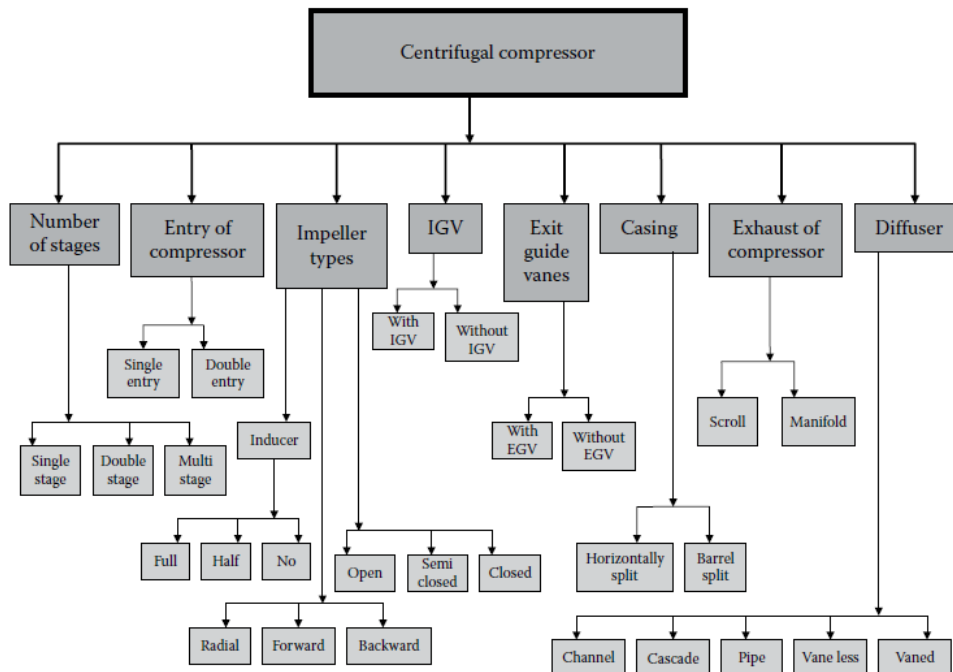 Centrifugal compressor
Number
of stages
Entry of
compressor
Impeller
types
IGV
Exit
guide
vanes
Casing
Exhaust of
compressor
Diffuser
With
IGV
Without
IGV
Single
entry
Double
entry
Scroll
Manifold
Inducer
With
EGV
Without
EGV
Single
stage
Double
stage
Multi
stage
Full
Half
No
Open
Semi
closed
Closed
Horizontally
split
Barrel
split
Radial
Forward
Backward
Channel
Cascade
Pipe
Vane less
Vaned